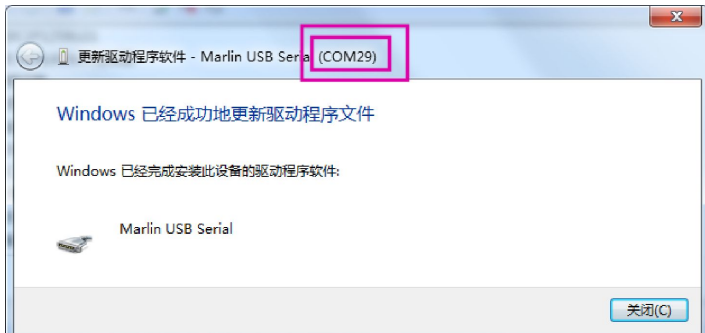 更新驱动程序软件 - Marlin USB Serial (COM29)
Windows 已经成功地更新驱动程序文件
Windows 已经完成安装此设备的驱动程序软件:
Marlin USB Serial
关闭(C)